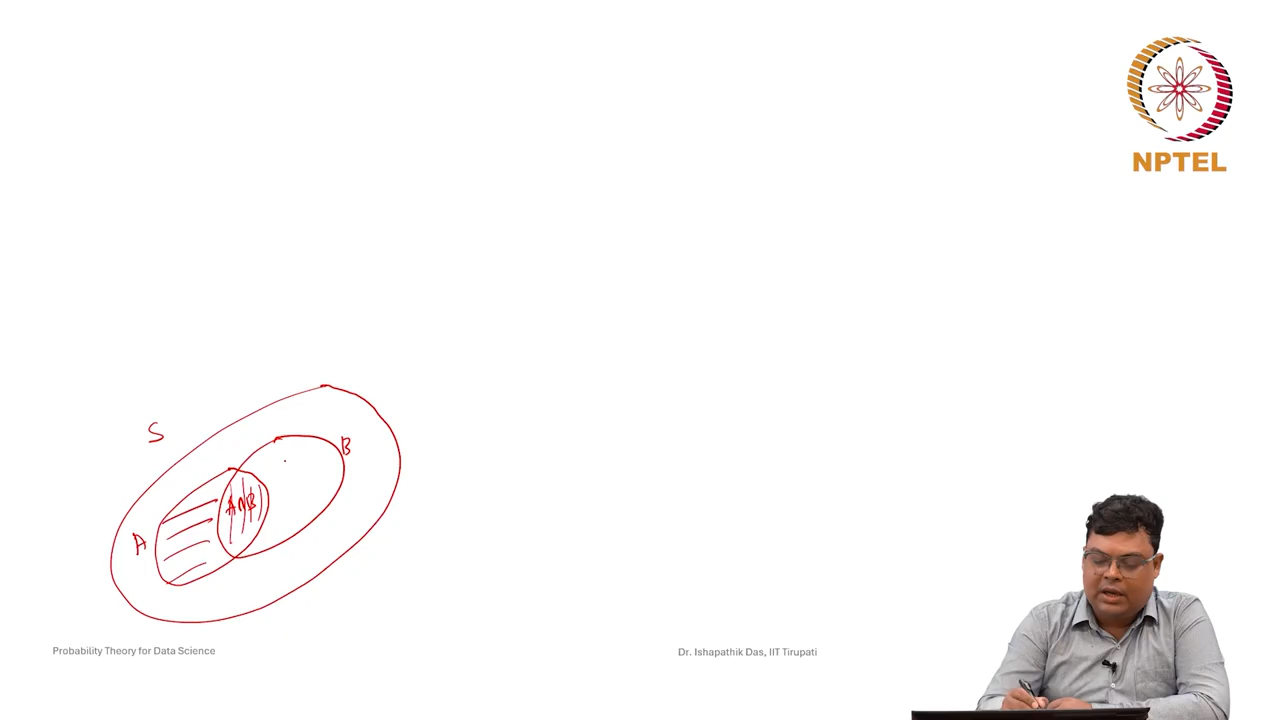 NPTEL
S
B
A∩B
A
Probability Theory for Data Science
Dr. Ishapathik Das, IIT Tirupati